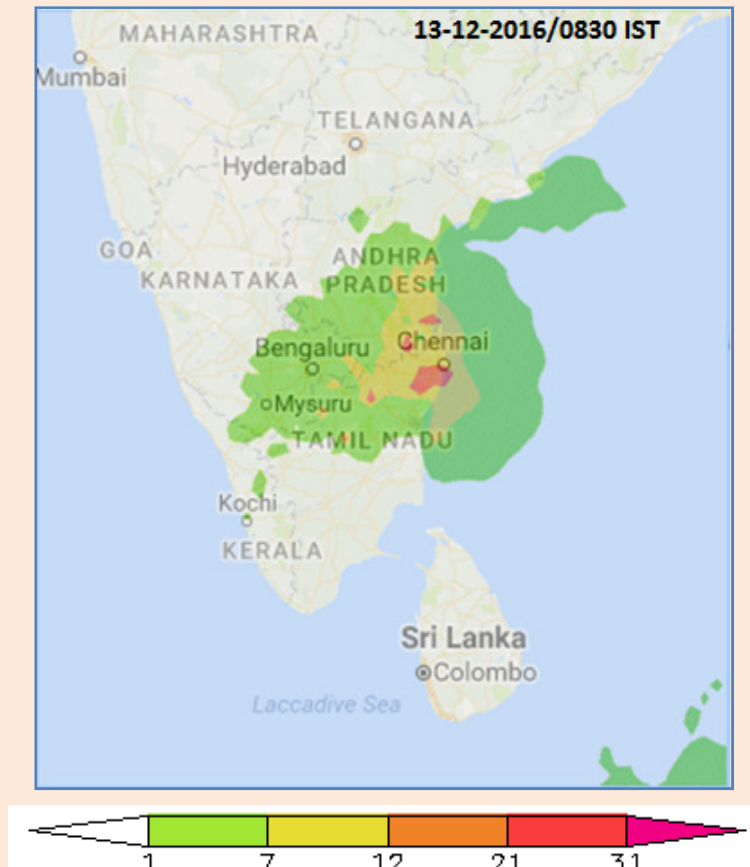 13-12-2016/0830 IST
MAHARASHTRA
Mumbai
TELANGANA
Hyderabad
GOA
ANDHRA
PRADESH
KARNATAKA
Chennai
Bengaluru
Mysuru
TAMIL NADU
Kochi
KERALA
Sri Lanka
Colombo
Laccadive Sea
1 7 12 21 31